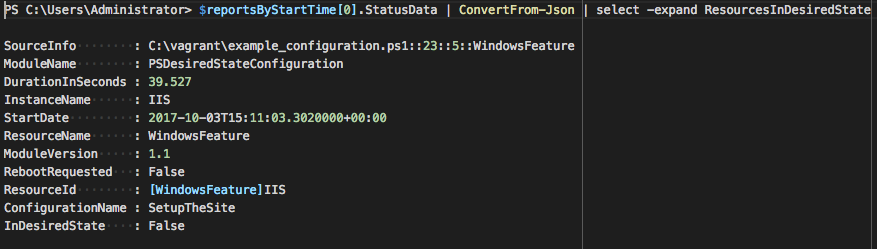 PS C:\Users\Administrator> $reportsByStartTime[0].StatusData | ConvertFrom-Json | select -expand ResourcesInDesiredState
SourceInfo········: C:\vagrant\example_configuration.ps1::23::5::WindowsFeature
ModuleName········: PSDesiredStateConfiguration
DurationInSeconds : 39.527
InstanceName······: IIS
StartDate·········: 2017-10-03T15:11:03.3020000+00:00
ResourceName······: WindowsFeature
ModuleVersion·····: 1.1
RebootRequested···: False
ResourceId········: [WindowsFeature]IIS
ConfigurationName : SetupTheSite
InDesiredState····: False